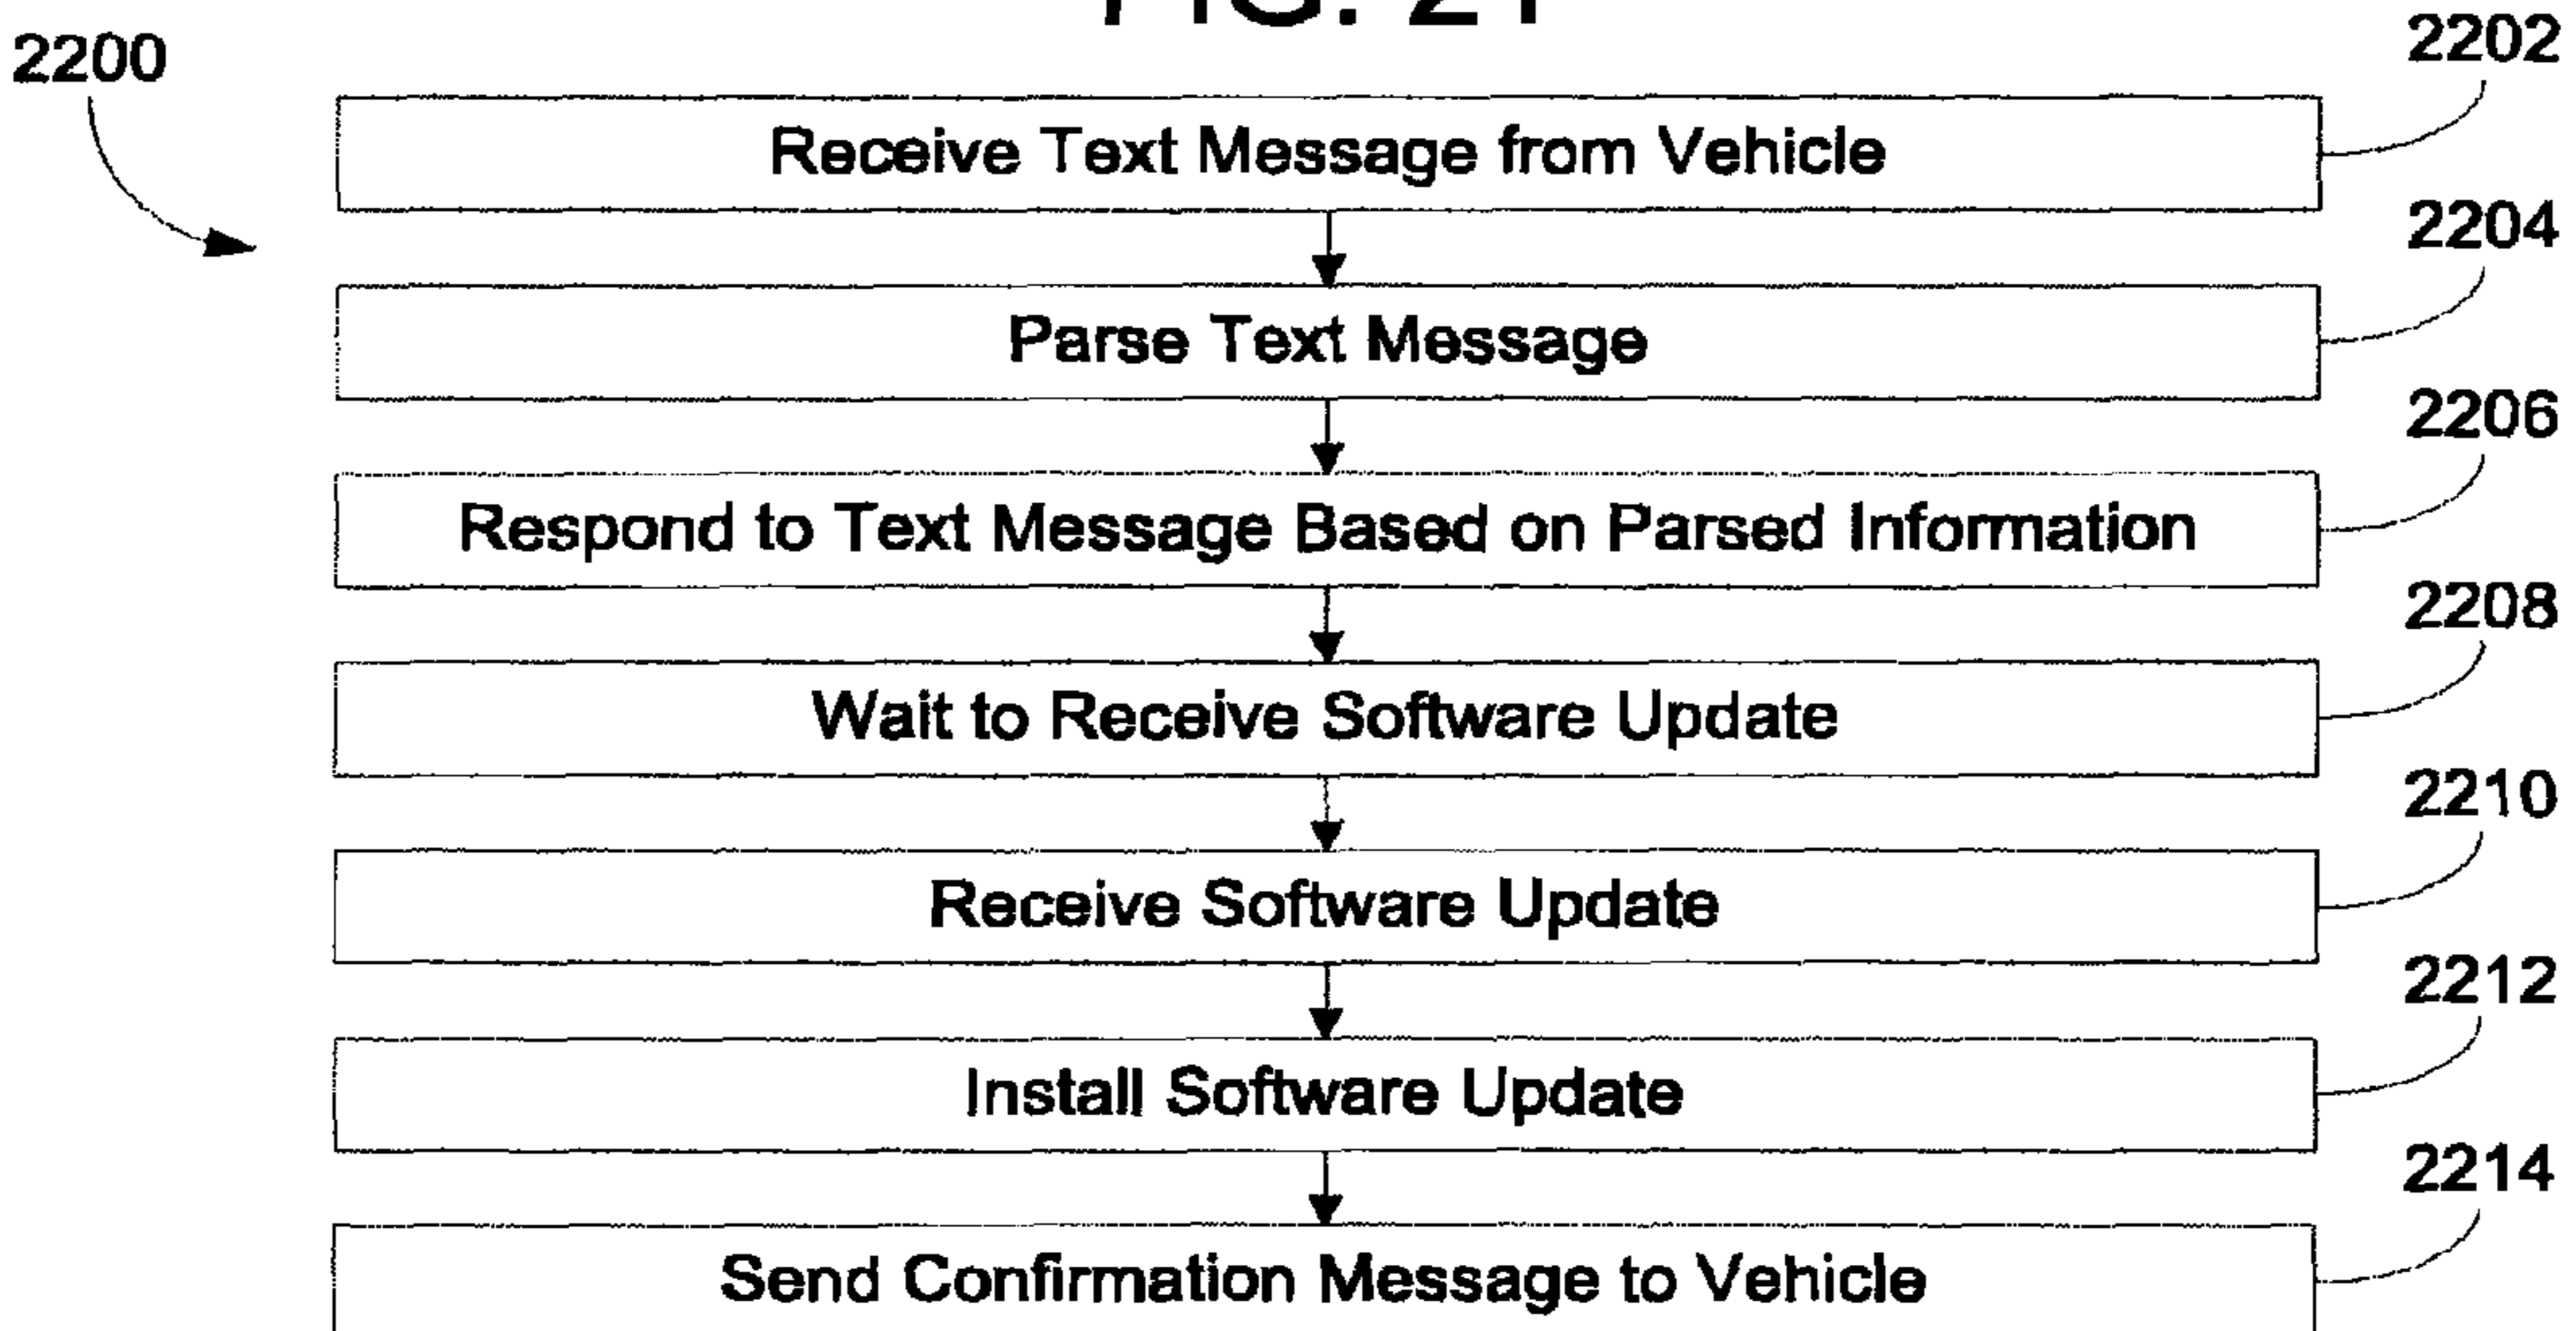 FIG. 21
2200
2202
Receive Text Message from Vehicle
2204
Parse Text Message
2206
Respond to Text Message Based on Parsed Information
2208
Wait to Receive Software Update
2210
Receive Software Update
2212
Install Software Update
2214
Send Confirmation Message to Vehicle